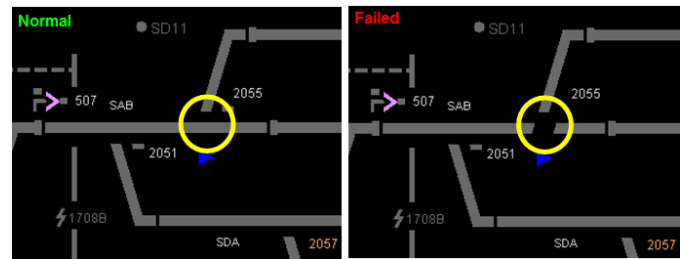 Normal
SD11
2055
507
SAB
2051
1708B
SDA
2057
Failed
SD11
2055
507
SAB
2051
1708B
SDA
2057